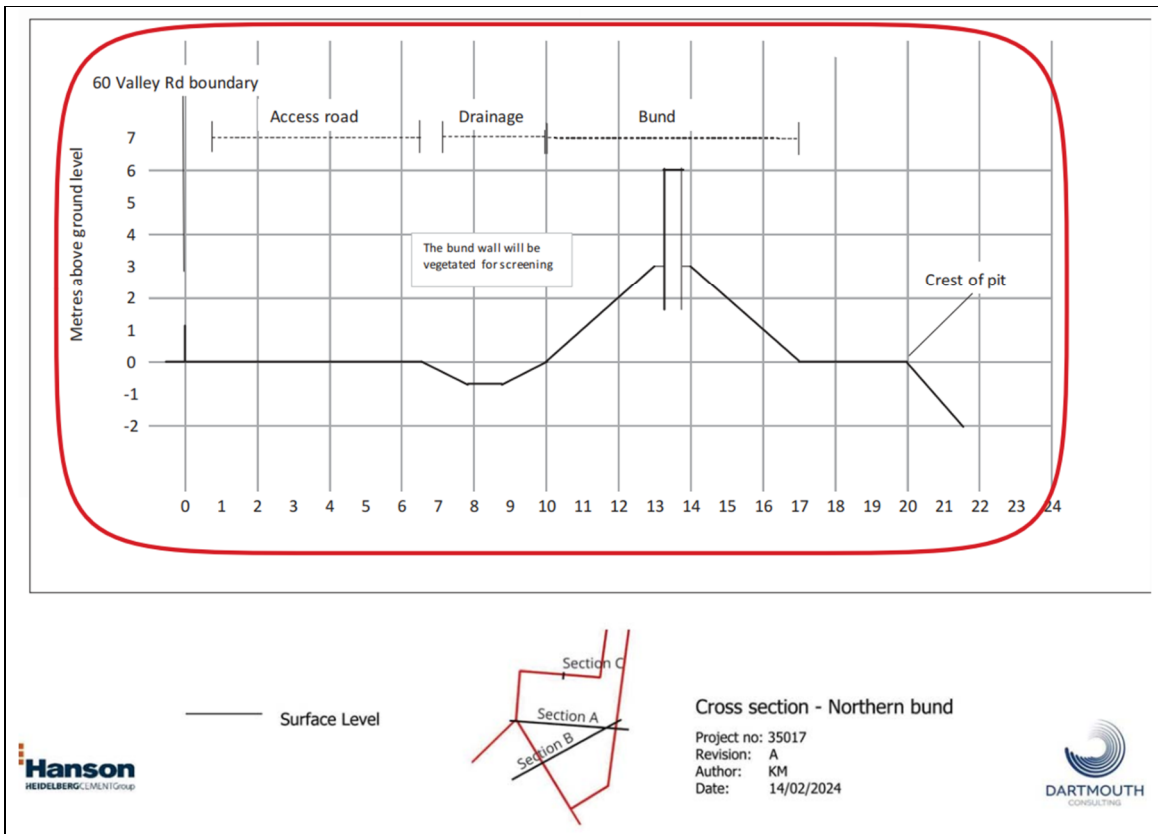 60 Valley Rd boundary
Access road
Drainage
Bund
Metres above ground level
7
6
5
4
3
2
1
0
-1
-2
The bund wall will be
vegetated for screening
Crest of pit
0 1 2 3 4 5 6 7 8 9 10 11 12 13 14 15 16 17 18 19 20 21 22 23 24
Surface Level
Section C
Section A
Section B
Cross section - Northern bund
Project no: 35017
Revision: A
Author: KM
Date: 14/02/2024
Hanson
HEIDELBERGCEMENTGroup
DARTMOUTH
CONSULTING